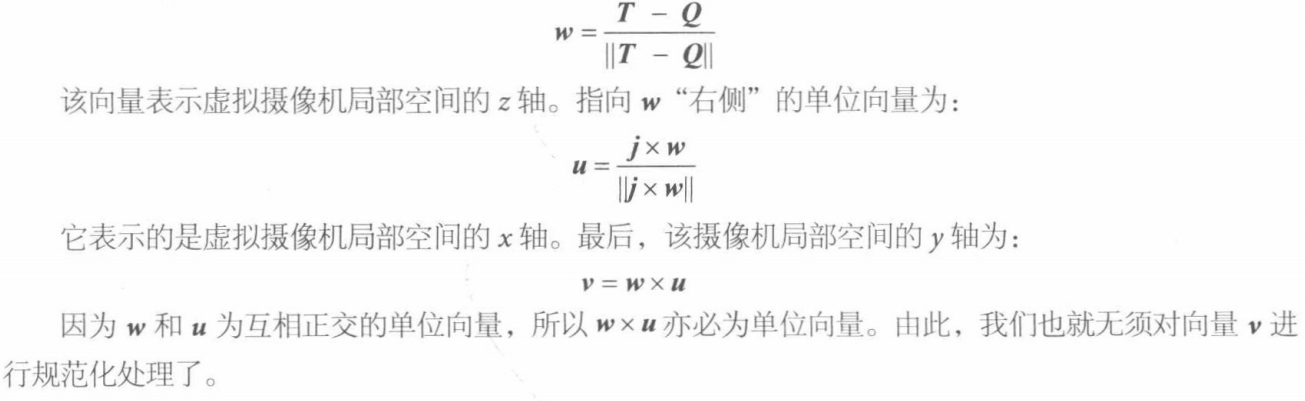 w = \frac{T - Q}{||T - Q||}
该向量表示虚拟摄像机局部空间的 z 轴。指向 w “右侧”的单位向量为：
u = \frac{j × w}{||j × w||}
它表示的是虚拟摄像机局部空间的 x 轴。最后，该摄像机局部空间的 y 轴为：
v = w × u
因为 w 和 u 为互相正交的单位向量，所以 w × u 亦必为单位向量。由此，我们也就无须对向量 v 进
行规范化处理了。